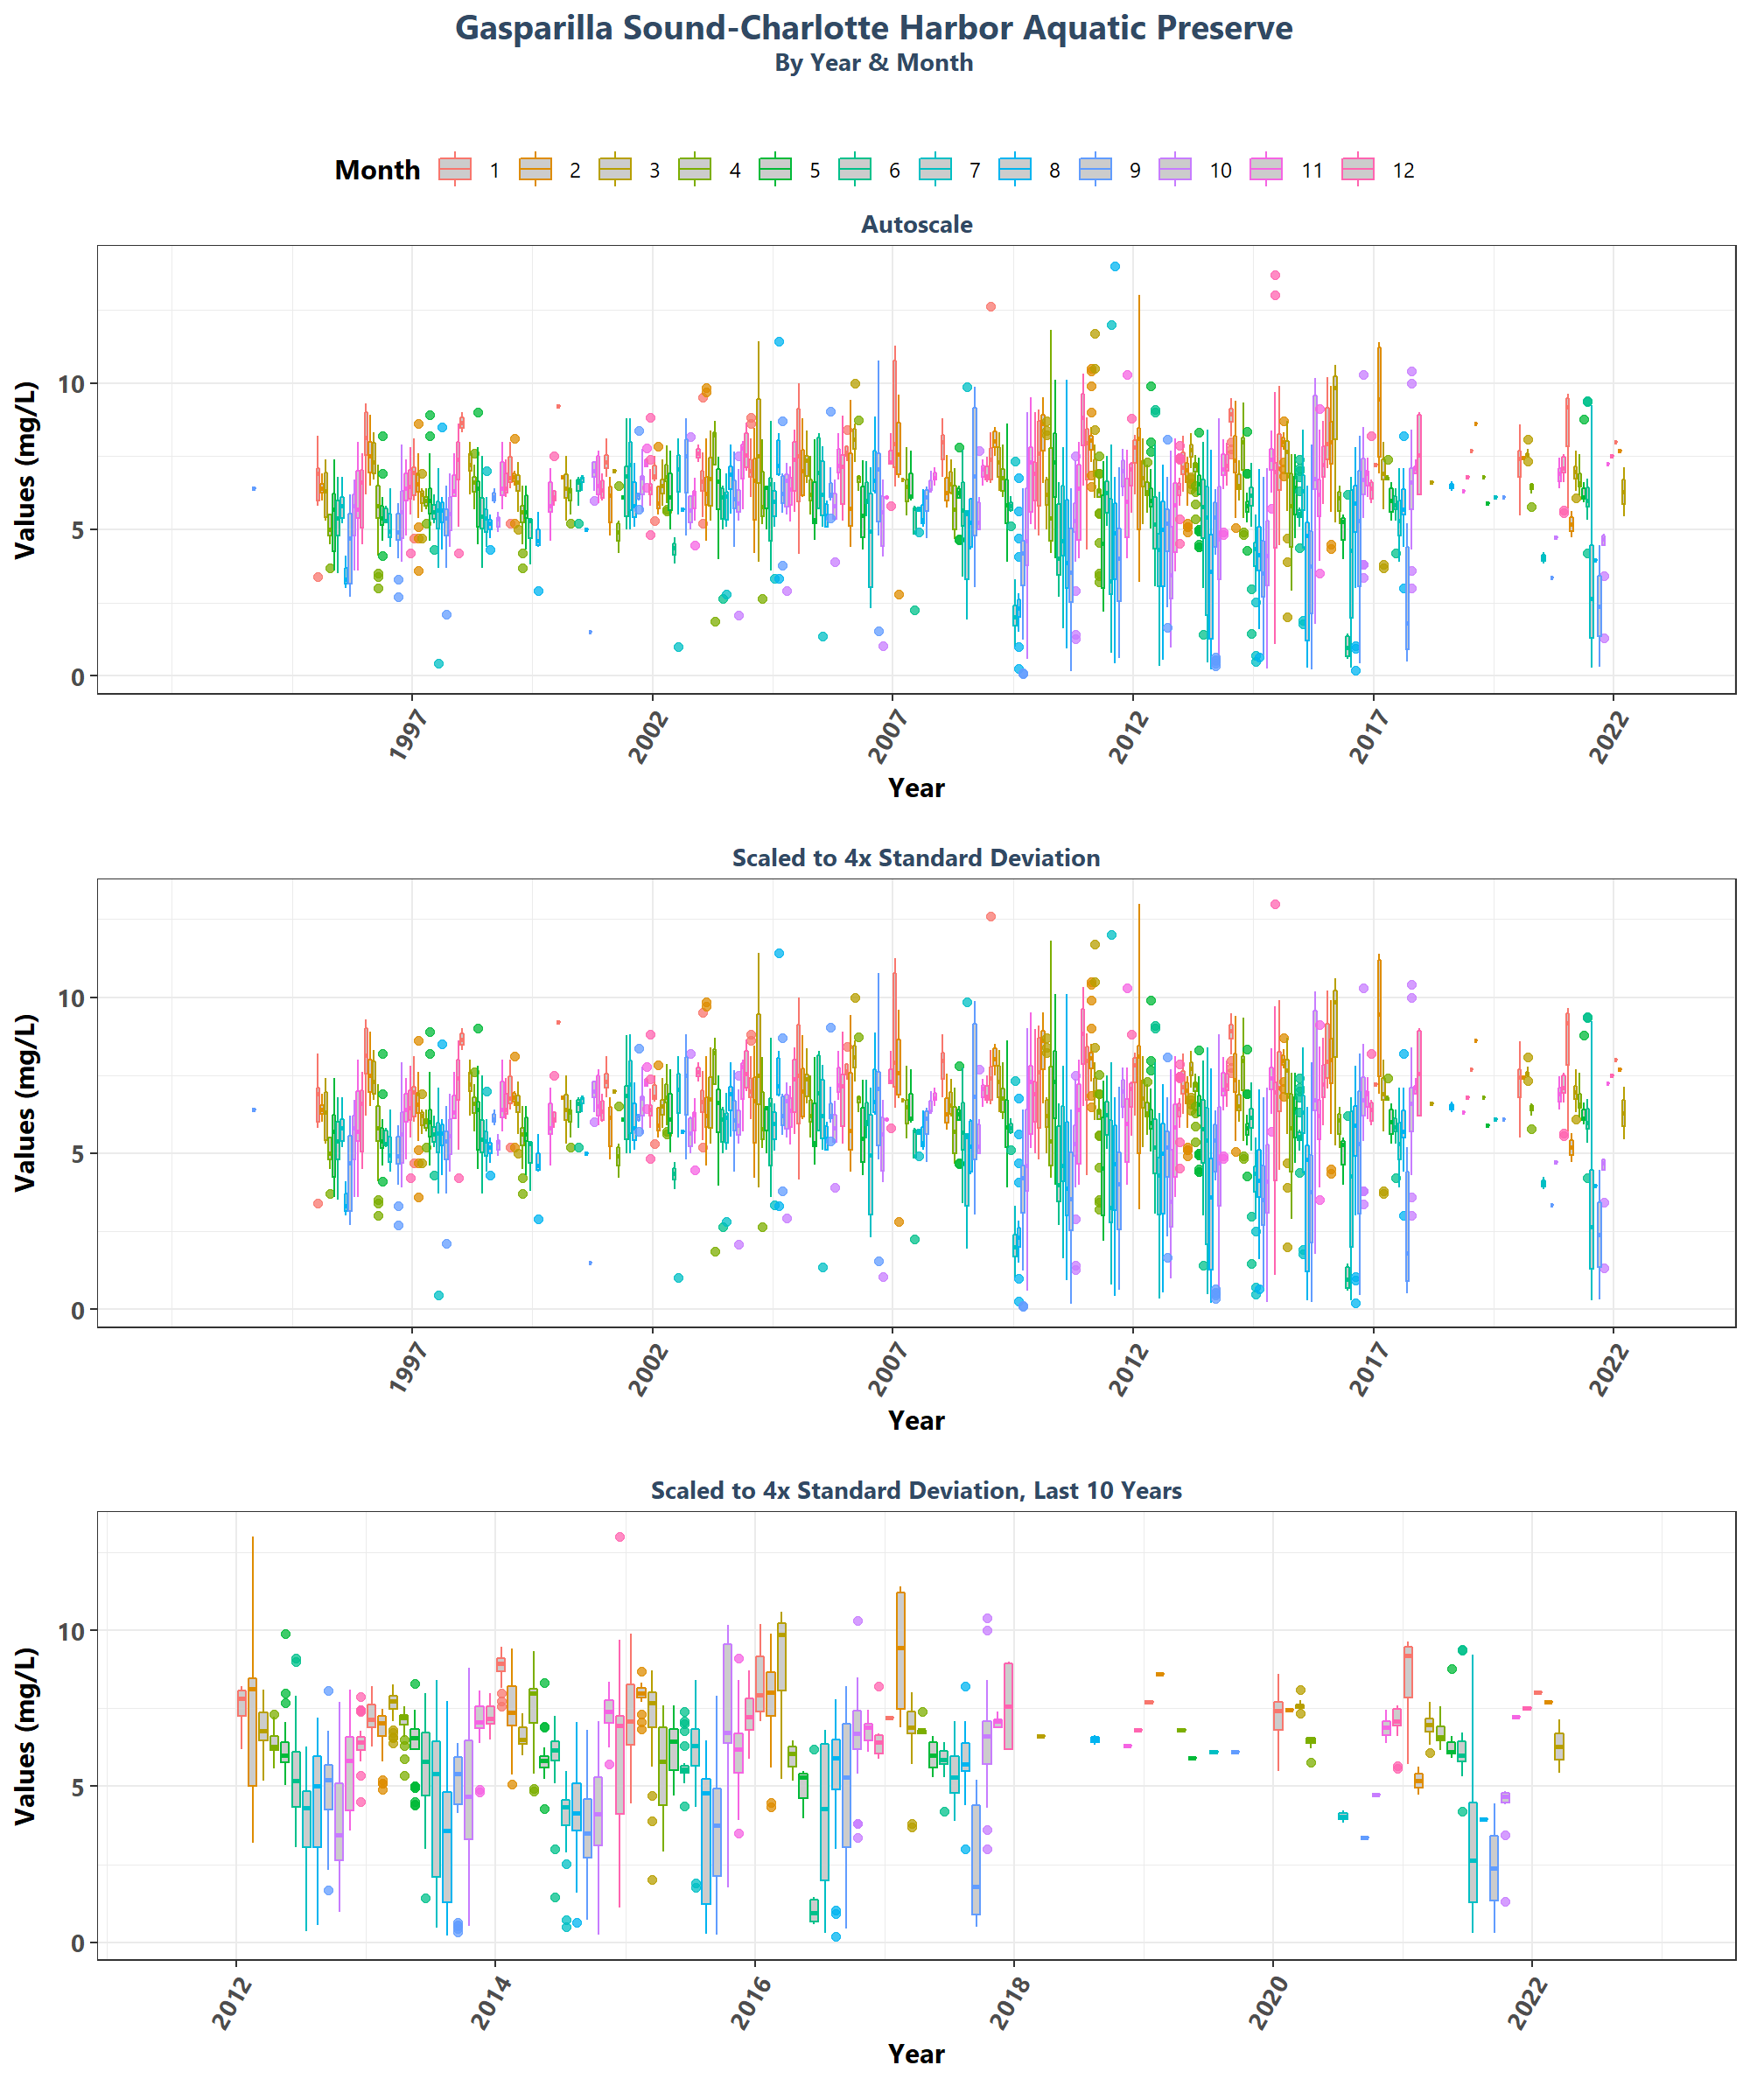 Gasparilla Sound-Charlotte Harbor Aquatic Preserve
By Year & Month
Month 1 2 3 4 5 6 7 8 9 10 11 12
Autoscale
Values (mg/L)
10
5
0
1997 2002 2007 2012 2017 2022
Year
Scaled to 4x Standard Deviation
Values (mg/L)
10
5
0
1997 2002 2007 2012 2017 2022
Year
Scaled to 4x Standard Deviation, Last 10 Years
Values (mg/L)
10
5
0
2012 2014 2016 2018 2020 2022
Year